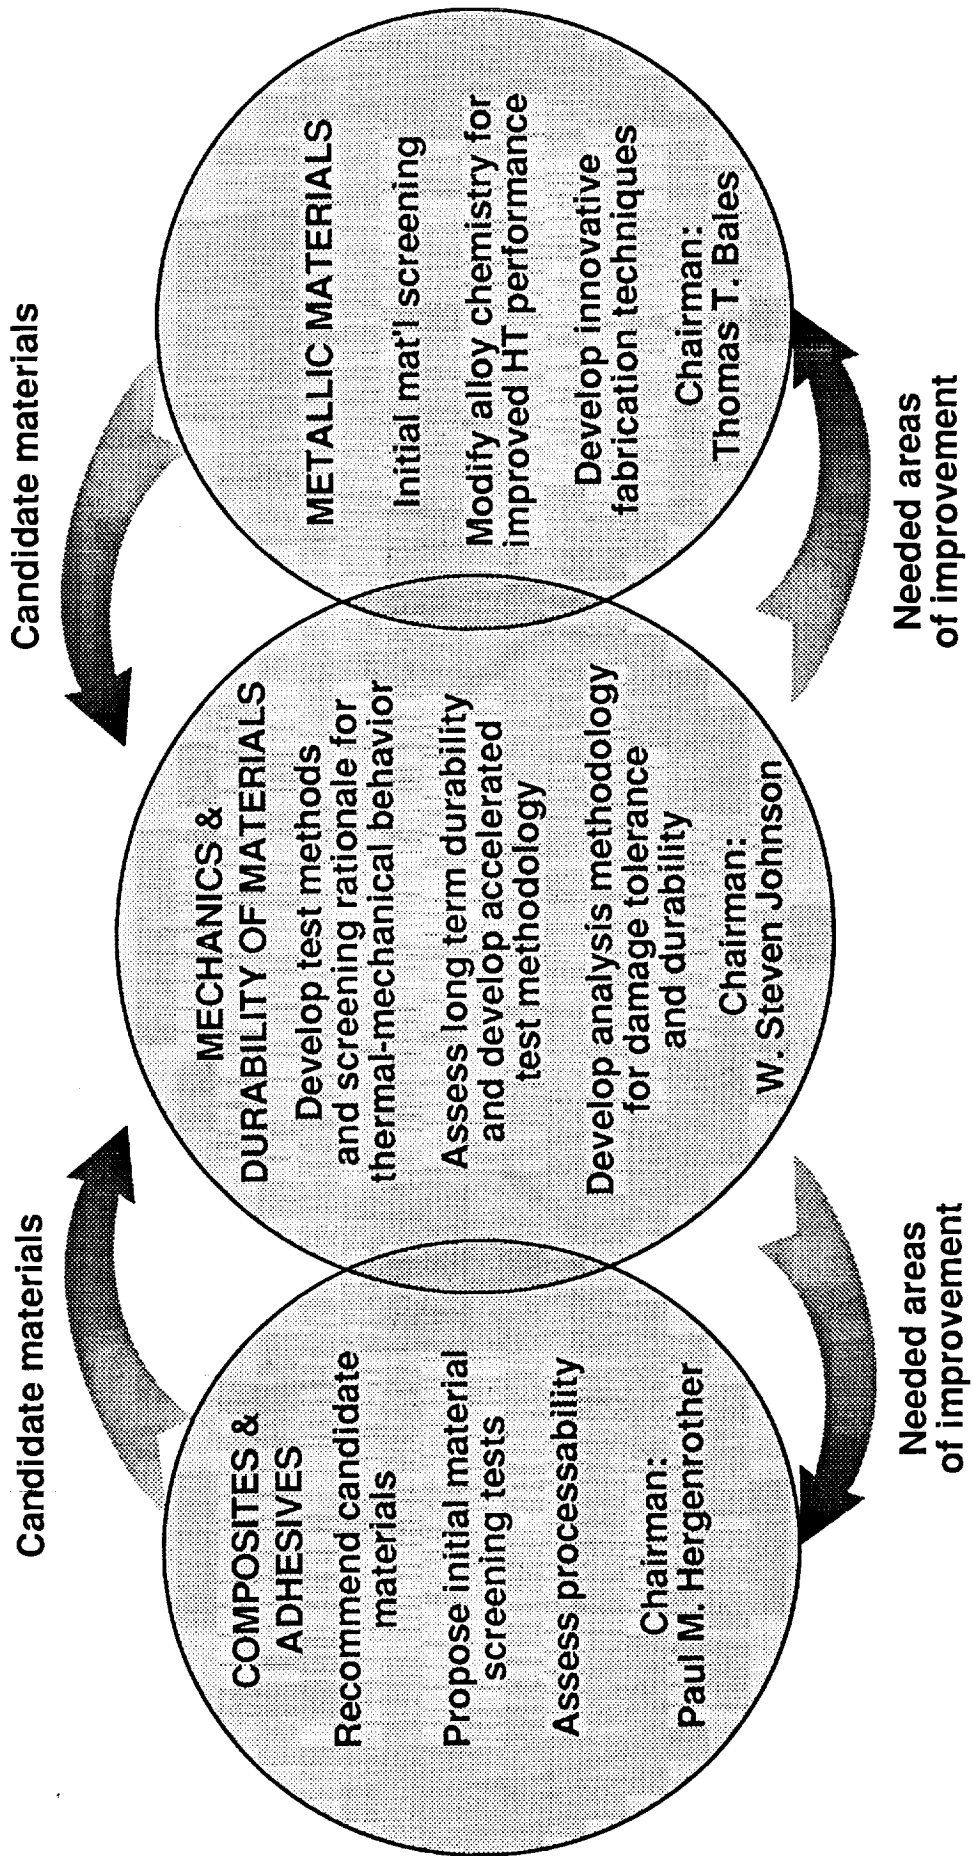 Candidate materials
Candidate materials
COMPOSITES &
ADHESIVES
Recommend candidate
materials
Propose initial material
screening tests
Assess processability
Chairman:
Paul M. Hergenrother
MECHANICS &
DURABILITY OF MATERIALS
Develop test methods
and screening rationale for
thermal-mechanical behavior
Assess long term durability
and develop accelerated
test methodology
Develop analysis methodology
for damage tolerance
and durability
Chairman:
W. Steven Johnson
METALLIC MATERIALS
Initial mat'l screening
Modify alloy chemistry for
improved HT performance
Develop innovative
fabrication techniques
Chairman:
Thomas T. Bales
Needed areas
of improvement
Needed areas
of improvement